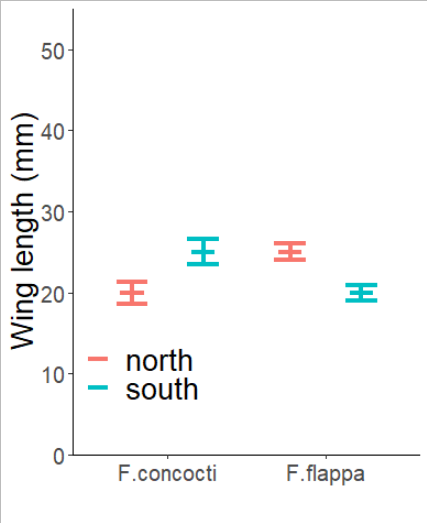 50
40
30
20
10
0
Wing length (mm)
north
south
F.concocti
F.flappa